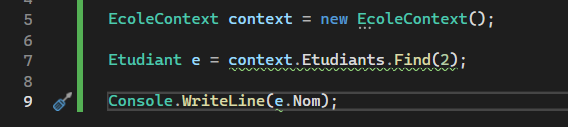 5 EcoleContext context = new EcoleContext();
6
7 Etudiant e = context.Etudiants.Find(2);
8
9 Console.WriteLine(e.Nom);